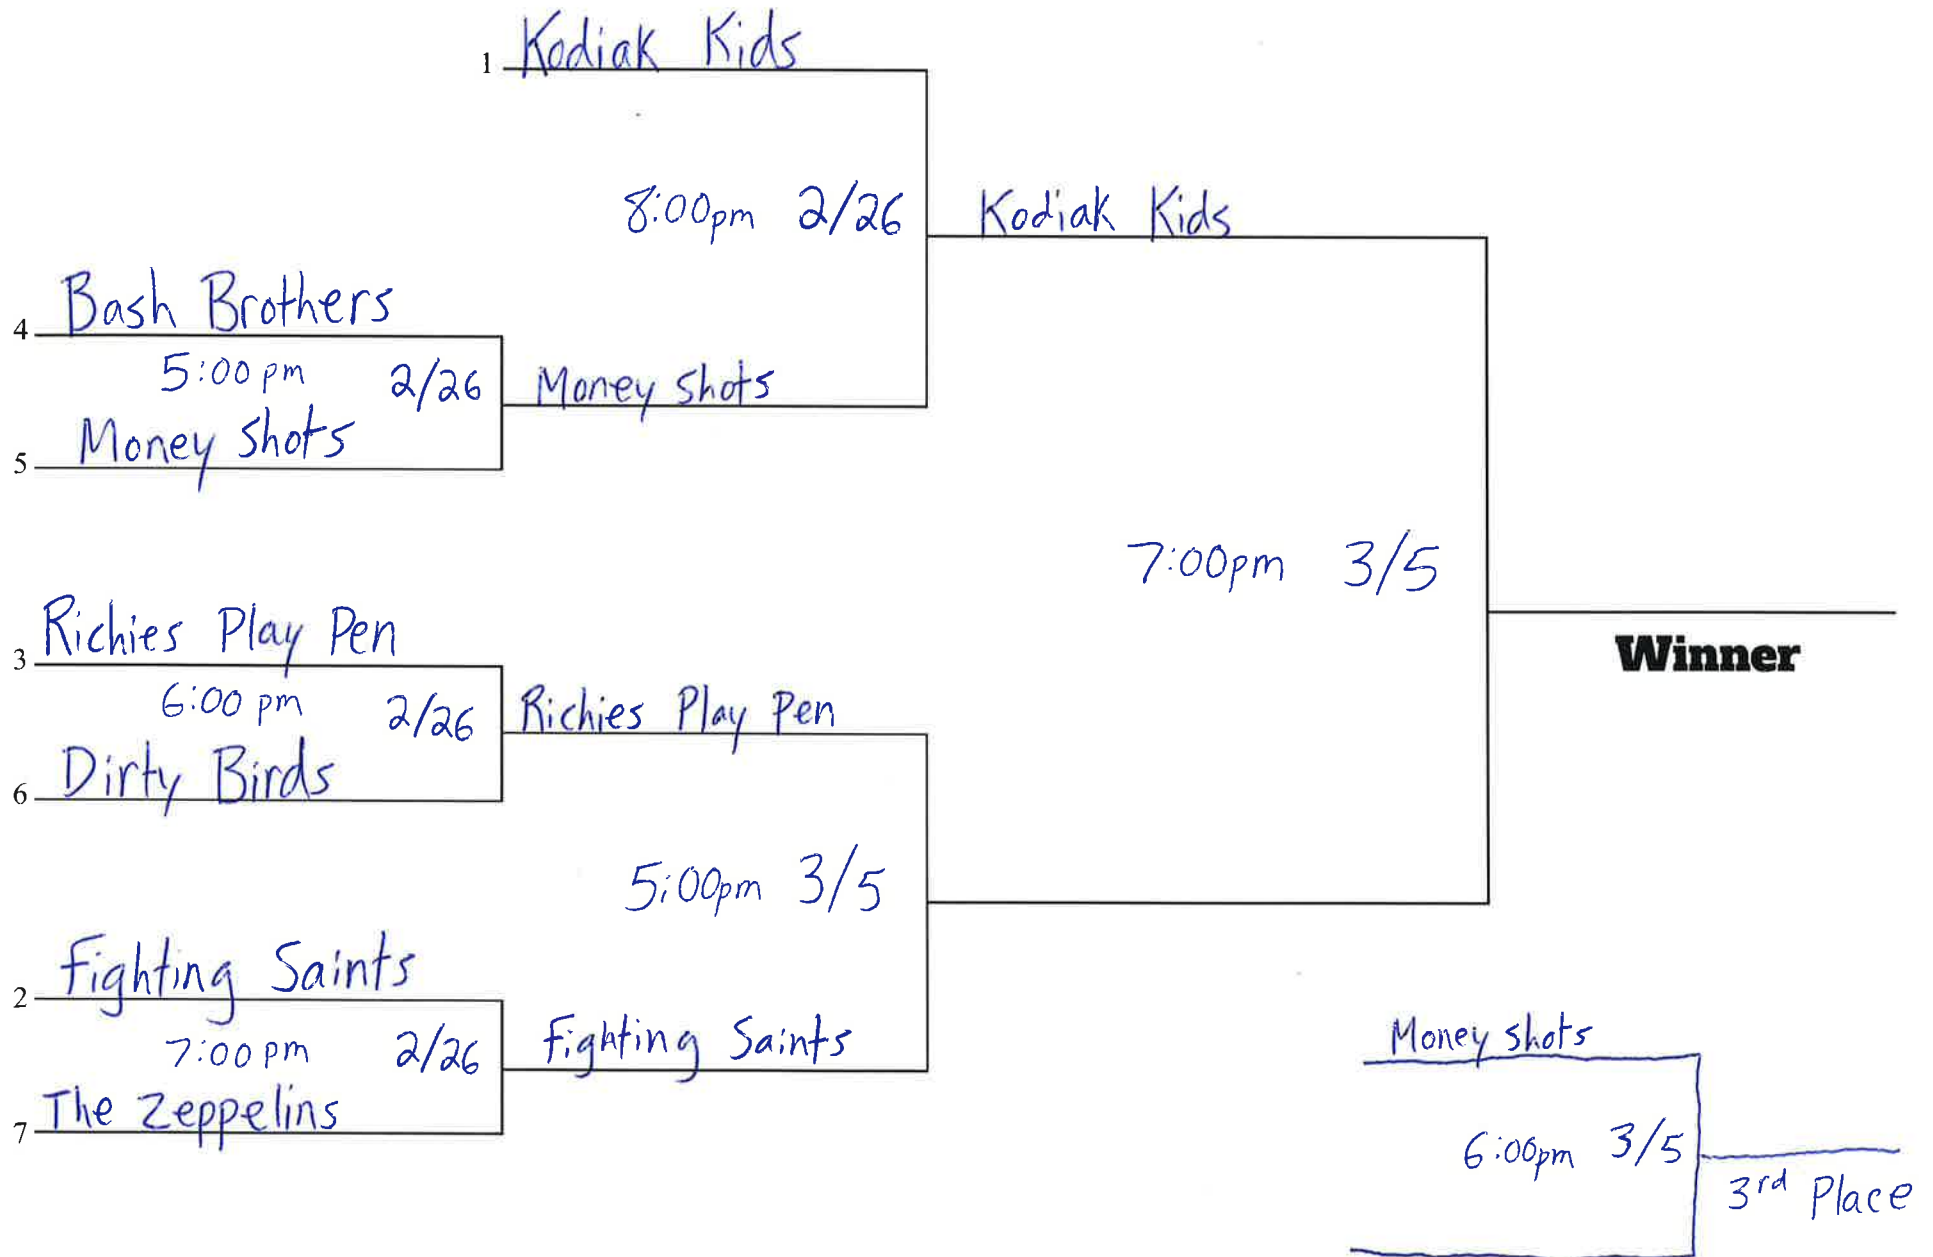 1 Kodiak Kids
8:00pm 2/26
Kodiak Kids
4 Bash Brothers
5:00 pm 2/26
Money Shots
5 Money Shots
7:00pm 3/5
Winner
3 Richies Play Pen
6:00 pm 2/26
Richies Play Pen
6 Dirty Birds
5:00pm 3/5
2 Fighting Saints
7:00 pm 2/26
Fighting Saints
7 The Zeppelins
Money Shots
6:00pm 3/5
3rd Place